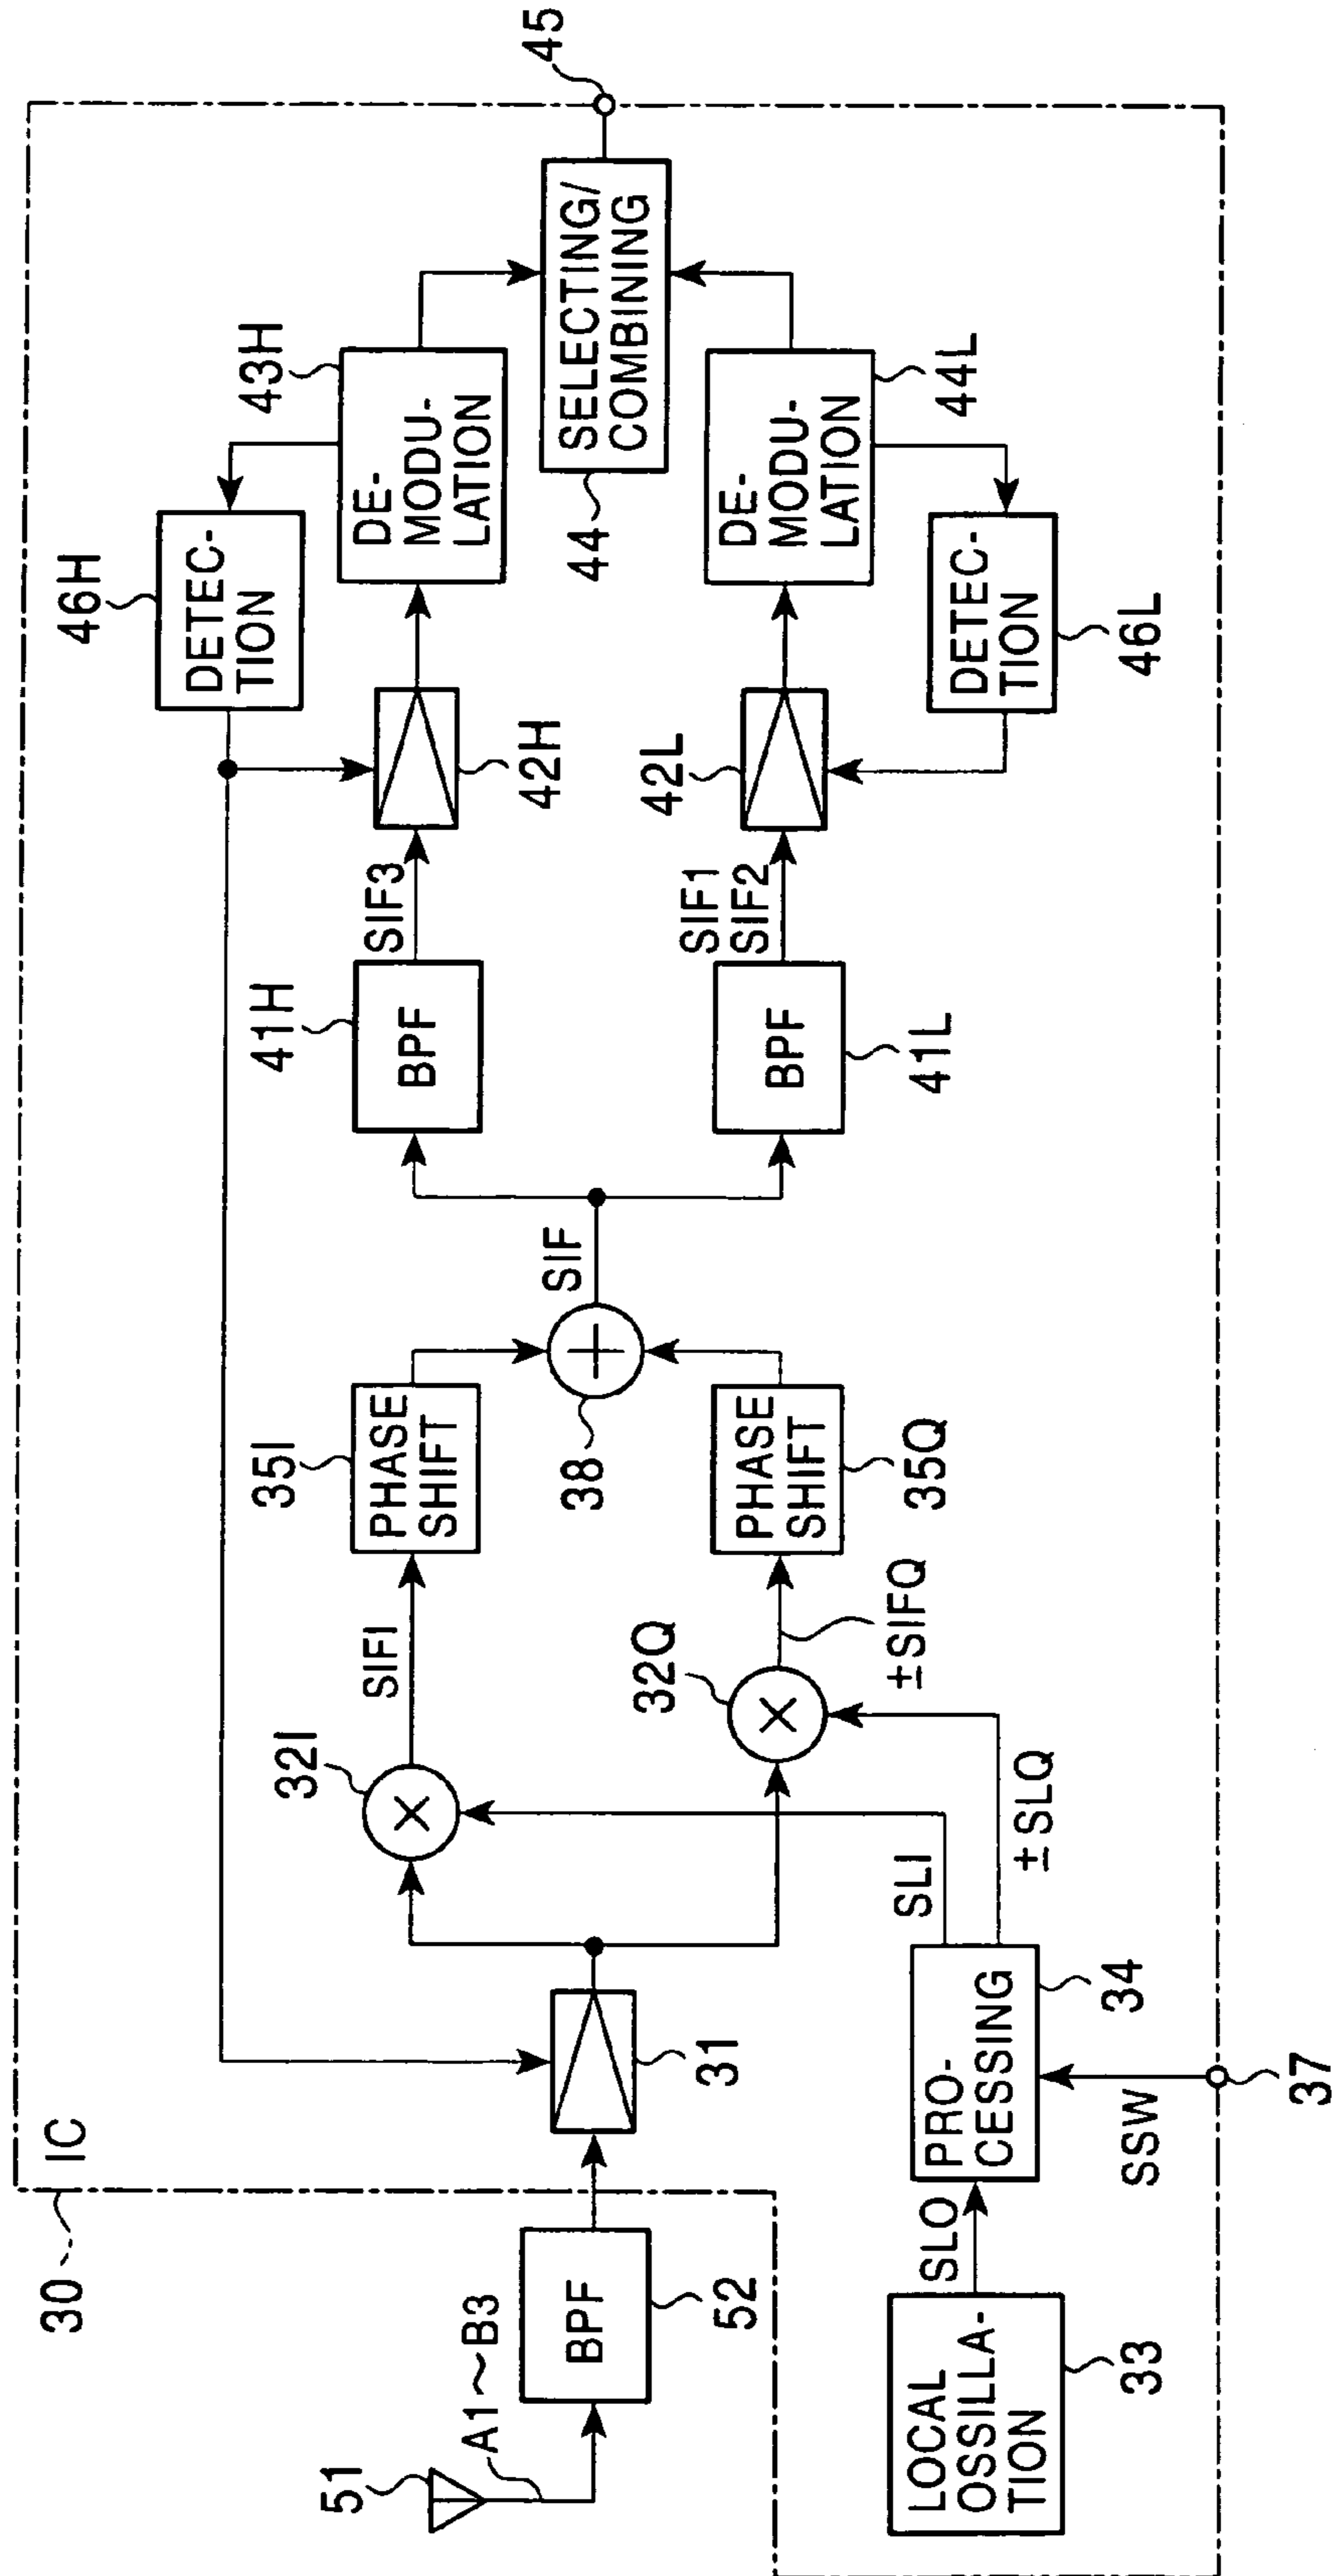 30
IC
51
A1~B3
BPF
52
31
LOCAL
OSSILLA-
TION
33
SLO
PRO-
CESSING
34
SSW
37
SLI
±SLQ
32I
32Q
SIFI
±SIFQ
35I
PHASE
SHIFT
PHASE
SHIFT
35Q
38
SIF
41H
BPF
BPF
41L
SIF3
SIF1
SIF2
42H
42L
46H
DETEC-
TION
43H
DE-
MODU-
LATION
DE-
MODU-
LATION
44L
DETEC-
TION
46L
44
SELECTING/
COMBINING
45